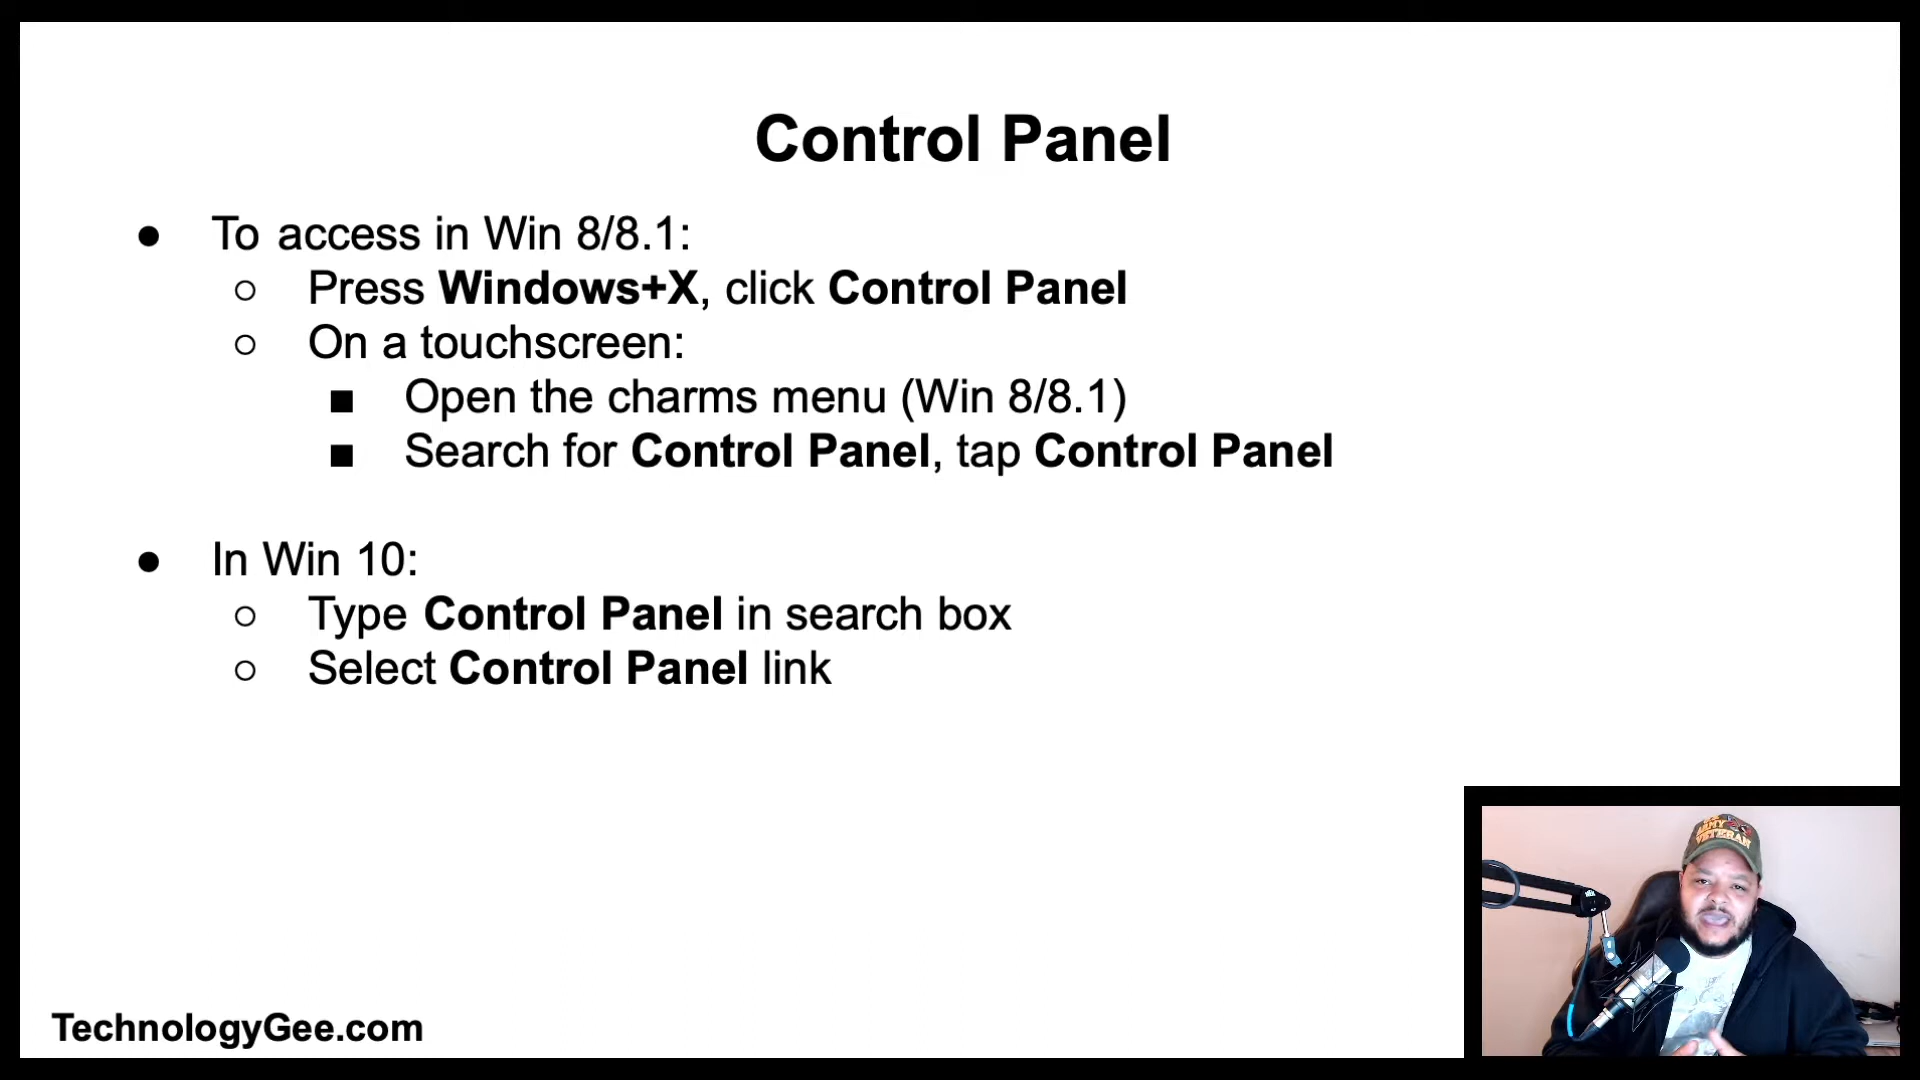 Control Panel
● To access in Win 8/8.1:
○ Press Windows+X, click Control Panel
○ On a touchscreen:
■ Open the charms menu (Win 8/8.1)
■ Search for Control Panel, tap Control Panel
● In Win 10:
○ Type Control Panel in search box
○ Select Control Panel link
ARMY
VETERAN
TechnologyGee.com